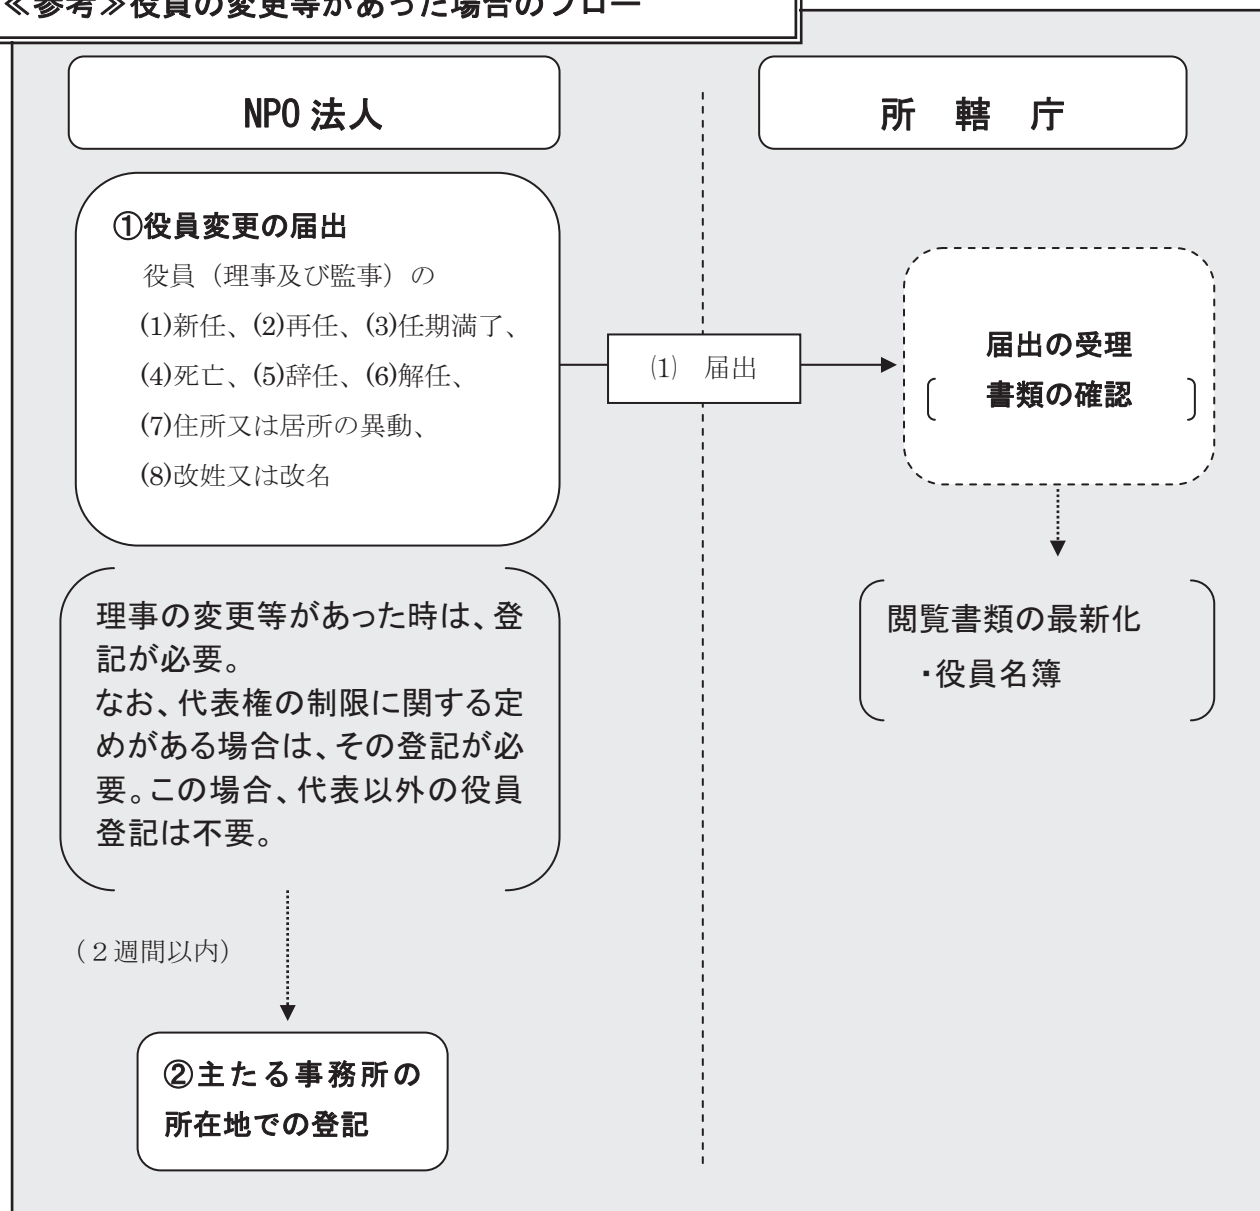 ≪参考≫役員の変更等があった場合のフロー
NPO 法人
所 轄 庁
①役員変更の届出
役員（理事及び監事）の
(1)新任、(2)再任、(3)任期満了、
(4)死亡、(5)辞任、(6)解任、
(7)住所又は居所の異動、
(8)改姓又は改名
⑴ 届出
届出の受理
書類の確認
理事の変更等があった時は、登
記が必要。
なお、代表権の制限に関する定
めがある場合は、その登記が必
要。この場合、代表以外の役員
登記は不要。
閲覧書類の最新化
・役員名簿
（２週間以内）
②主たる事務所の
所在地での登記